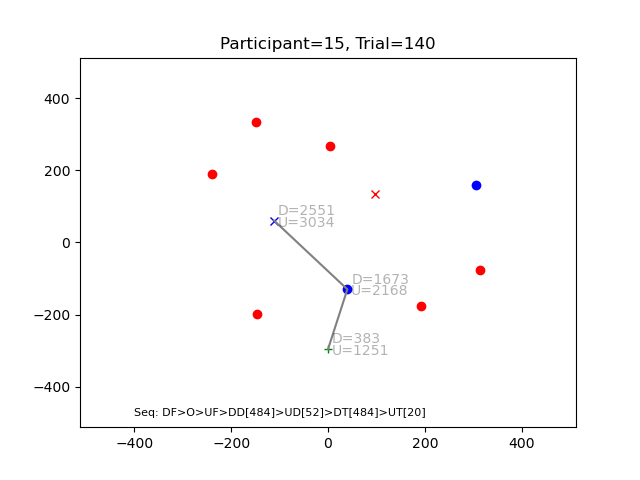 Participant=15, Trial=140
400
200
0
−200
−400
D=2551
U=3034
D=1673
U=2168
D=383
U=1251
Seq: DF>O>UF>DD[484]>UD[52]>DT[484]>UT[20]
−400 −200 0 200 400